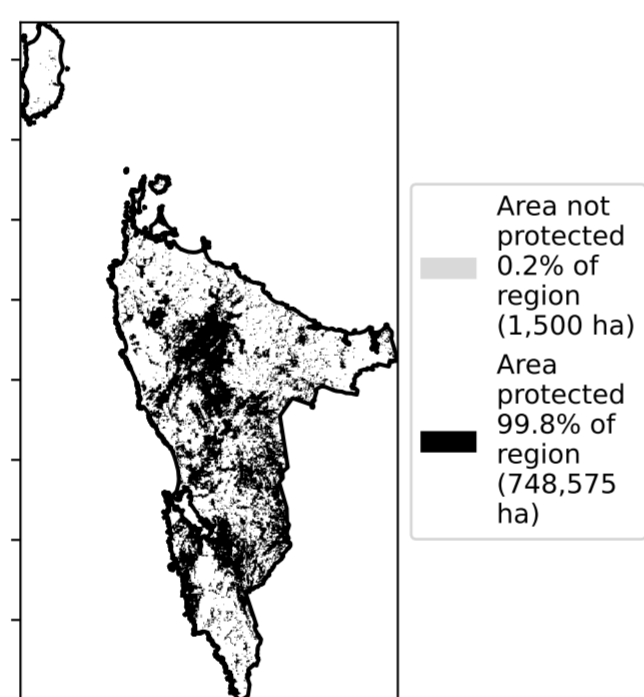 Area not
protected
0.2% of
region
(1,500 ha)
Area
protected
99.8% of
region
(748,575
ha)